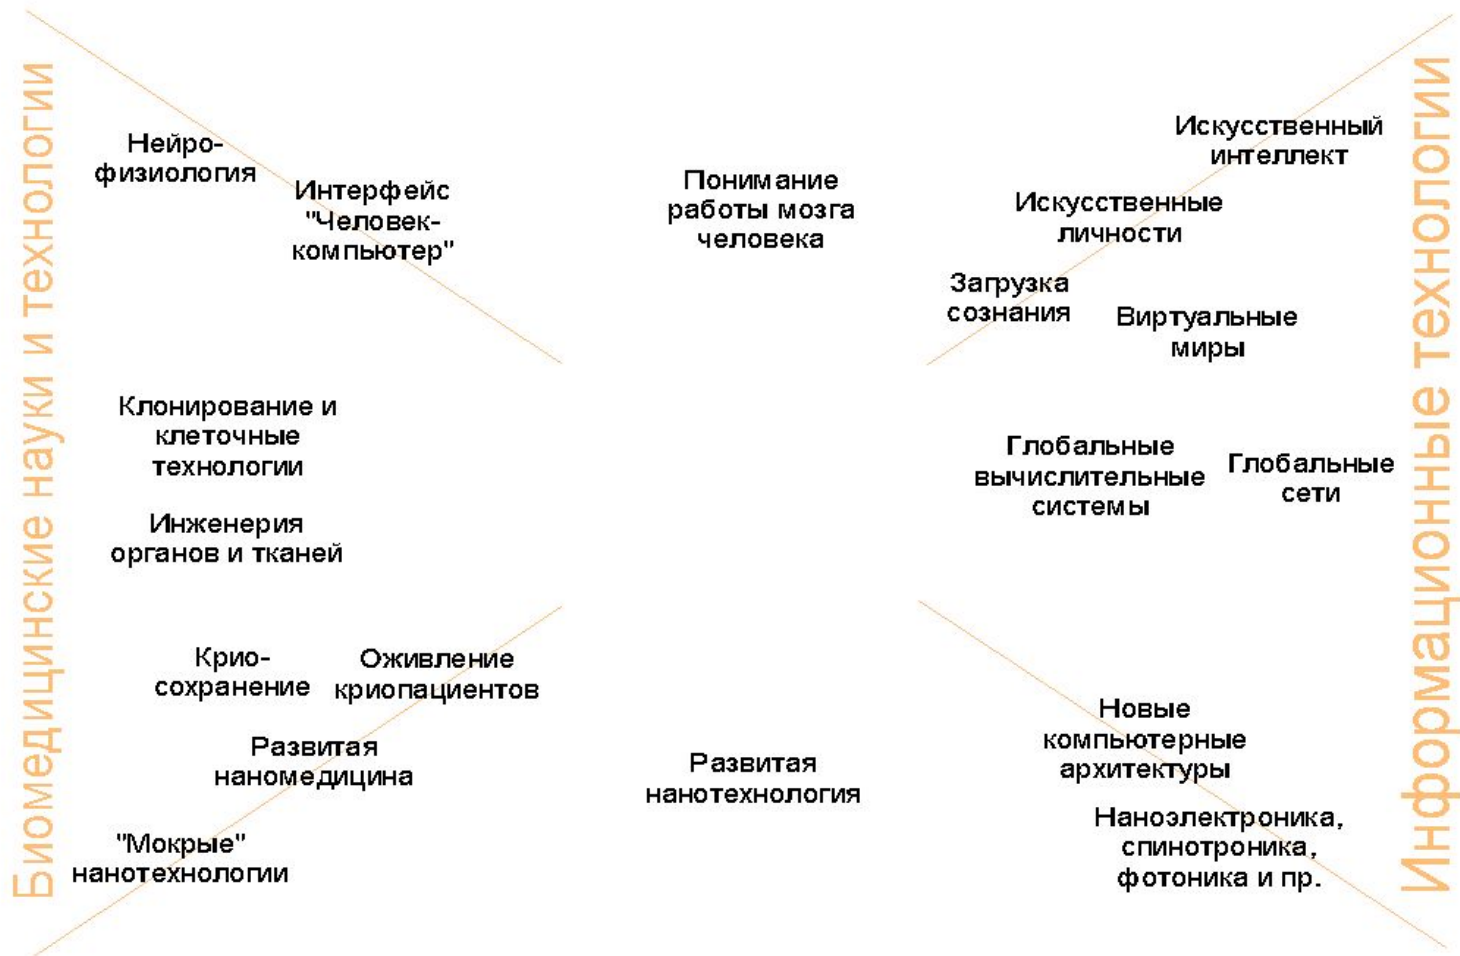 Биомедицинские науки и технологии
Нейро-
физиология
Интерфейс
"Человек-
компьютер"
Понимание
работы мозга
человека
Искусственный
интеллект
Искусственные
личности
Загрузка
сознания
Виртуальные
миры
Клонирование и
клеточные
технологии
Глобальные
вычислительные
системы
Глобальные
сети
Инженерия
органов и тканей
Крио-
сохранение
Оживление
криопациентов
Развитая
наномедицина
"Мокрые"
нанотехнологии
Развитая
нанотехнология
Новые
компьютерные
архитектуры
Наноэлектроника,
спинотроника,
фотоника и пр.
Информационные технологии